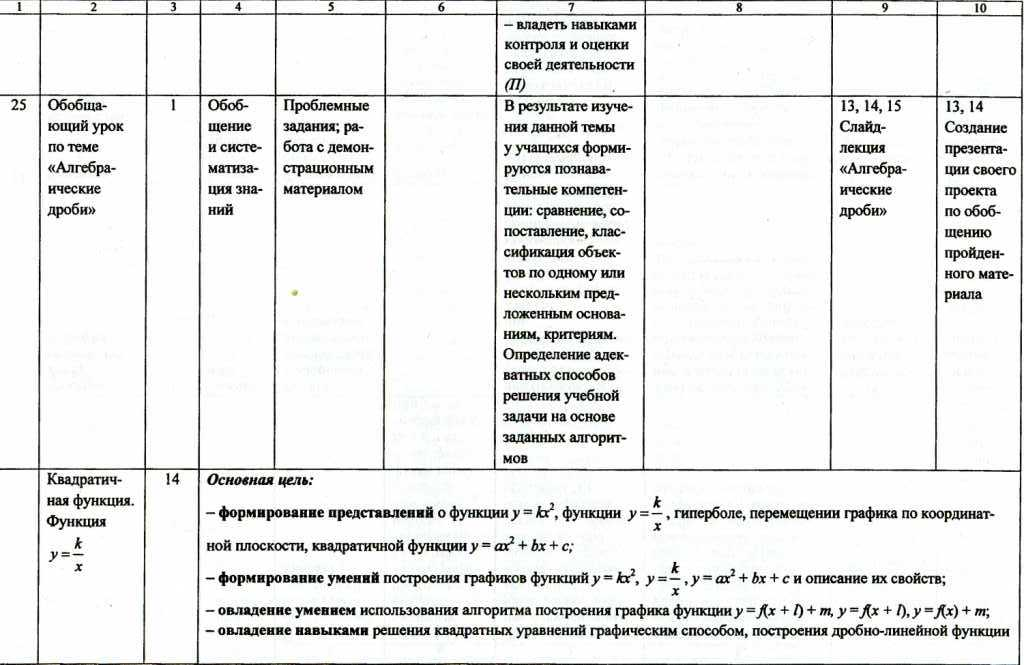 1 2 3 4 5 6 7 8 9 10
– владеть навыками
контроля и оценки
своей деятельности
(П)
25
Обобща-
ющий урок
по теме
«Алгебра-
ические
дроби»
1
Обоб-
щение
и систе-
матиза-
ция зна-
ний
Проблемные
задания; ра-
бота с демон-
страционным
материалом
В результате изуче-
ния данной темы
у учащихся форми-
руются познава-
тельные компетен-
ции: сравнение, со-
поставление, клас-
сификация объек-
тов по одному или
нескольким пред-
ложенным основа-
ниям, критериям.
Определение адек-
ватных способов
решения учебной
задачи на основе
заданных алгорит-
мов
13, 14, 15
Слайд-
лекция
«Алгебра-
ические
дроби»
13, 14
Создание
презента-
ции своего
проекта
по обоб-
щению
пройден-
ного мате-
риала
Квадратич-
ная функция.
Функция
y = k/x
14
Основная цель:
– формирование представлений о функции y = kx², функции y = k/x, гиперболе, перемещении графика по координат-
ной плоскости, квадратичной функции y = ax² + bx + c;
– формирование умений построения графиков функций y = kx², y = k/x, y = ax² + bx + c и описание их свойств;
– овладение умением использования алгоритма построения графика функции y = f(x + l) + m, y = f(x + l), y = f(x) + m;
– овладение навыками решения квадратных уравнений графическим способом, построения дробно-линейной функции